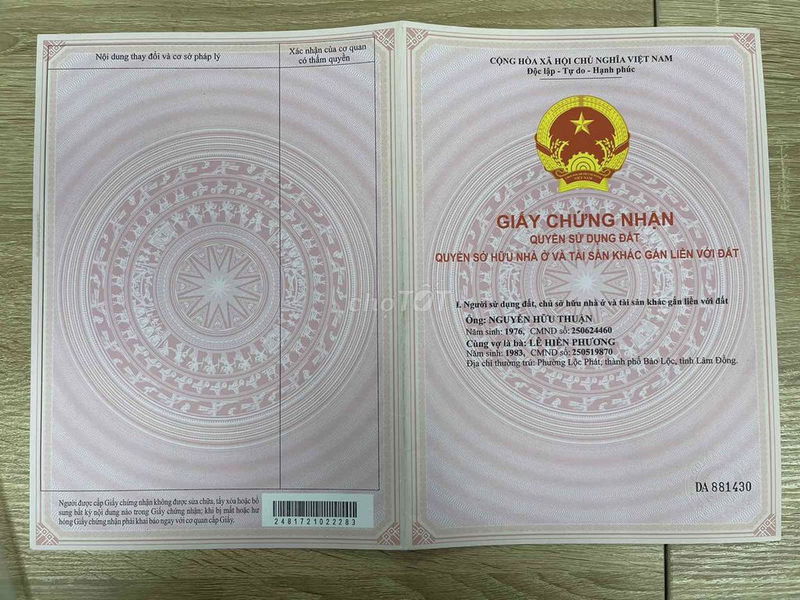 Nội dung thay đổi và cơ sở pháp lý
Xác nhận của cơ quan
có thẩm quyền
Người được cấp Giấy chứng nhận không được sửa chữa, tẩy xóa hoặc bổ
sung bất kỳ nội dung nào trong Giấy chứng nhận; khi bị mất hoặc hư
hỏng Giấy chứng nhận phải khai báo ngay với cơ quan cấp Giấy.
2481721022283
CỘNG HÒA XÃ HỘI CHỦ NGHĨA VIỆT NAM
Độc lập - Tự do - Hạnh phúc
VIỆT NAM
GIẤY CHỨNG NHẬN
QUYỀN SỬ DỤNG ĐẤT
QUYỀN SỞ HỮU NHÀ Ở VÀ TÀI SẢN KHÁC GẮN LIỀN VỚI ĐẤT
I. Người sử dụng đất, chủ sở hữu nhà ở và tài sản khác gắn liền với đất
Ông: NGUYỄN HỮU THUẬN
Năm sinh: 1976, CMND số: 250624460
Cùng vợ là bà: LÊ HIỀN PHƯƠNG
Năm sinh: 1983, CMND số: 250519870
Địa chỉ thường trú: Phường Lộc Phát, thành phố Bảo Lộc, tỉnh Lâm Đồng.
DA 881430
chợTỐT